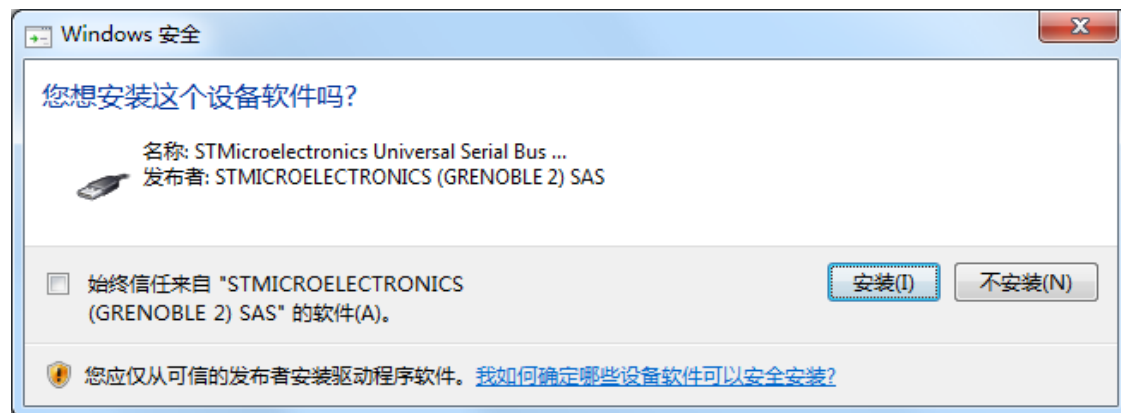 Windows 安全
您想安装这个设备软件吗?
名称: STMicroelectronics Universal Serial Bus ...
发布者: STMICROELECTRONICS (GRENOBLE 2) SAS
始终信任来自 "STMICROELECTRONICS
(GRENOBLE 2) SAS" 的软件(A)。
安装(I)
不安装(N)
您应仅从可信的发布者安装驱动程序软件。我如何确定哪些设备软件可以安全安装?